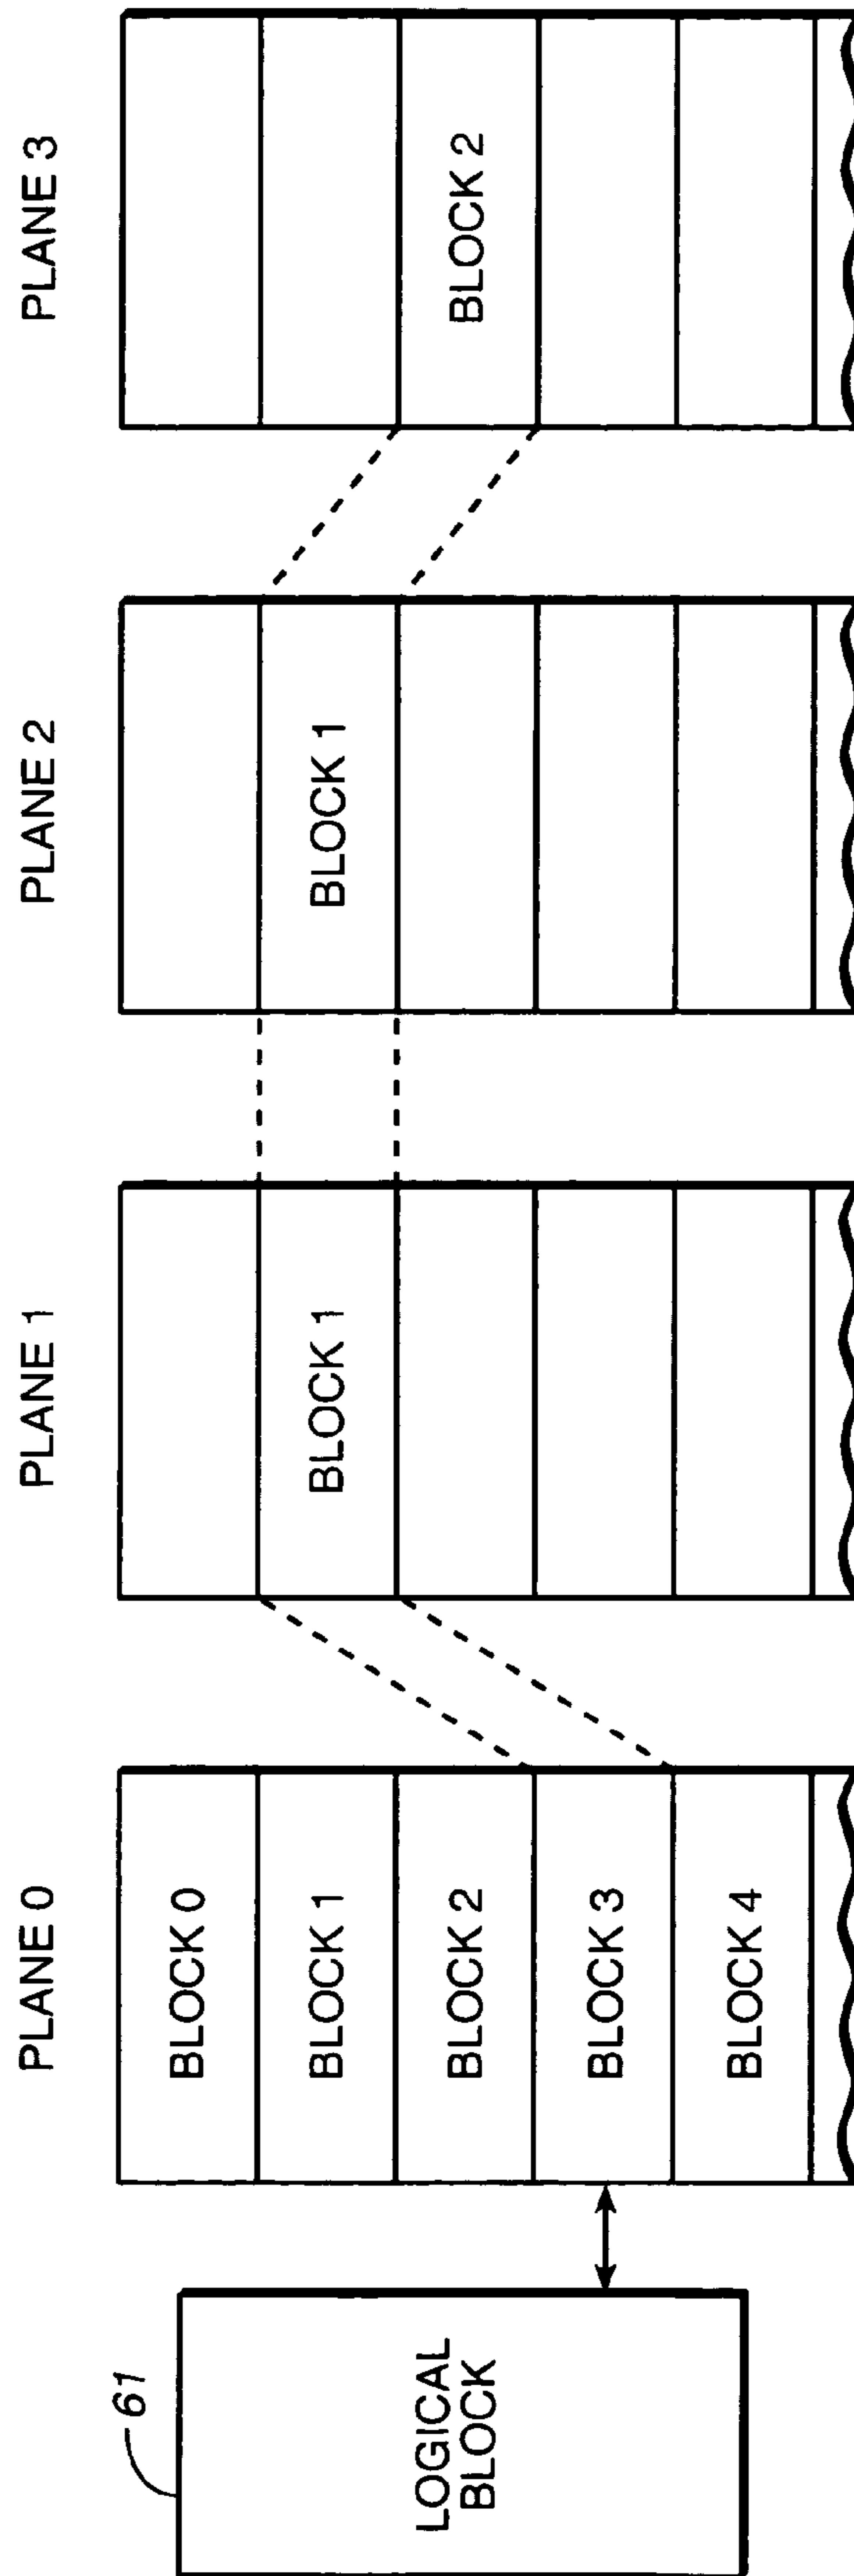 PLANE 0
PLANE 1
PLANE 2
PLANE 3
61
LOGICAL
BLOCK
BLOCK 0
BLOCK 1
BLOCK 2
BLOCK 3
BLOCK 4
BLOCK 1
BLOCK 1
BLOCK 2